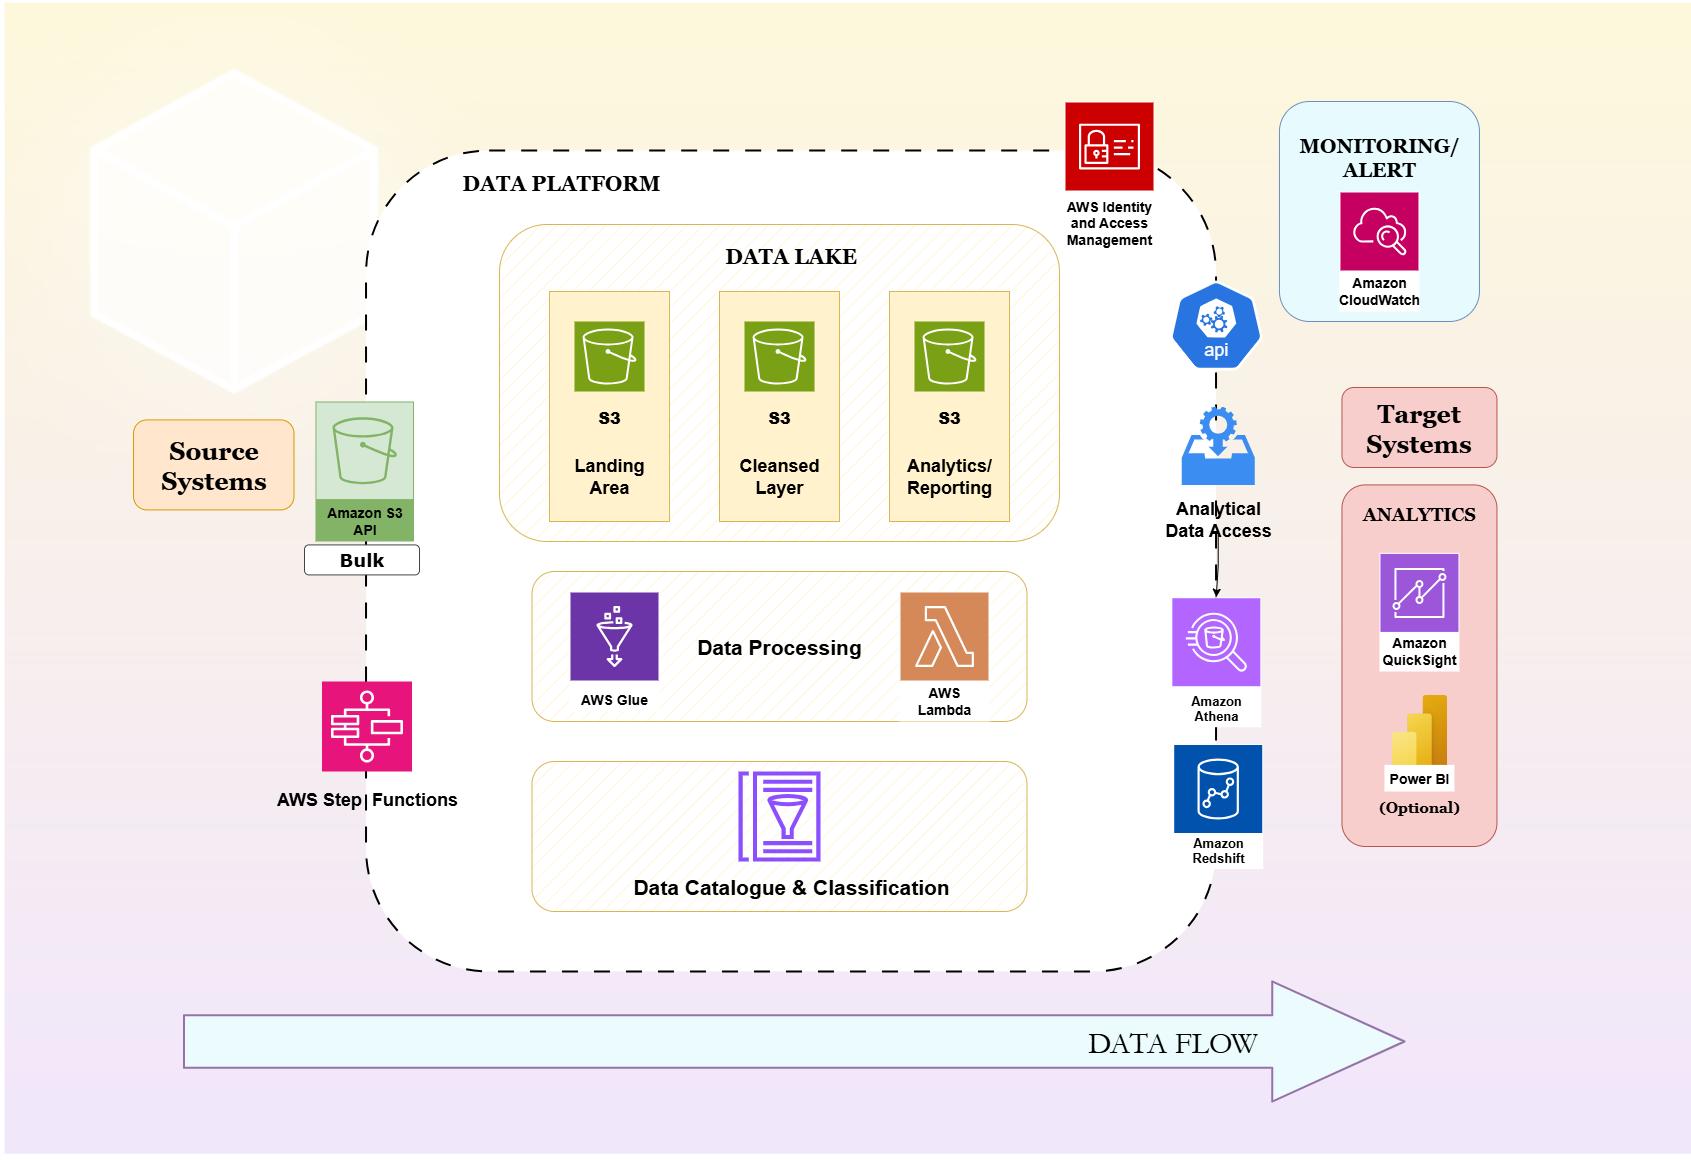 DATA PLATFORM
AWS Identity
and Access
Management
MONITORING/
ALERT
Amazon
CloudWatch
DATA LAKE
S3
Landing
Area
S3
Cleansed
Layer
S3
Analytics/
Reporting
api
Source
Systems
Amazon S3
API
Bulk
Analytical
Data Access
Target
Systems
ANALYTICS
Amazon
QuickSight
Power BI
(Optional)
AWS Glue
Data Processing
AWS
Lambda
Amazon
Athena
AWS Step Functions
Amazon
Redshift
Data Catalogue & Classification
DATA FLOW